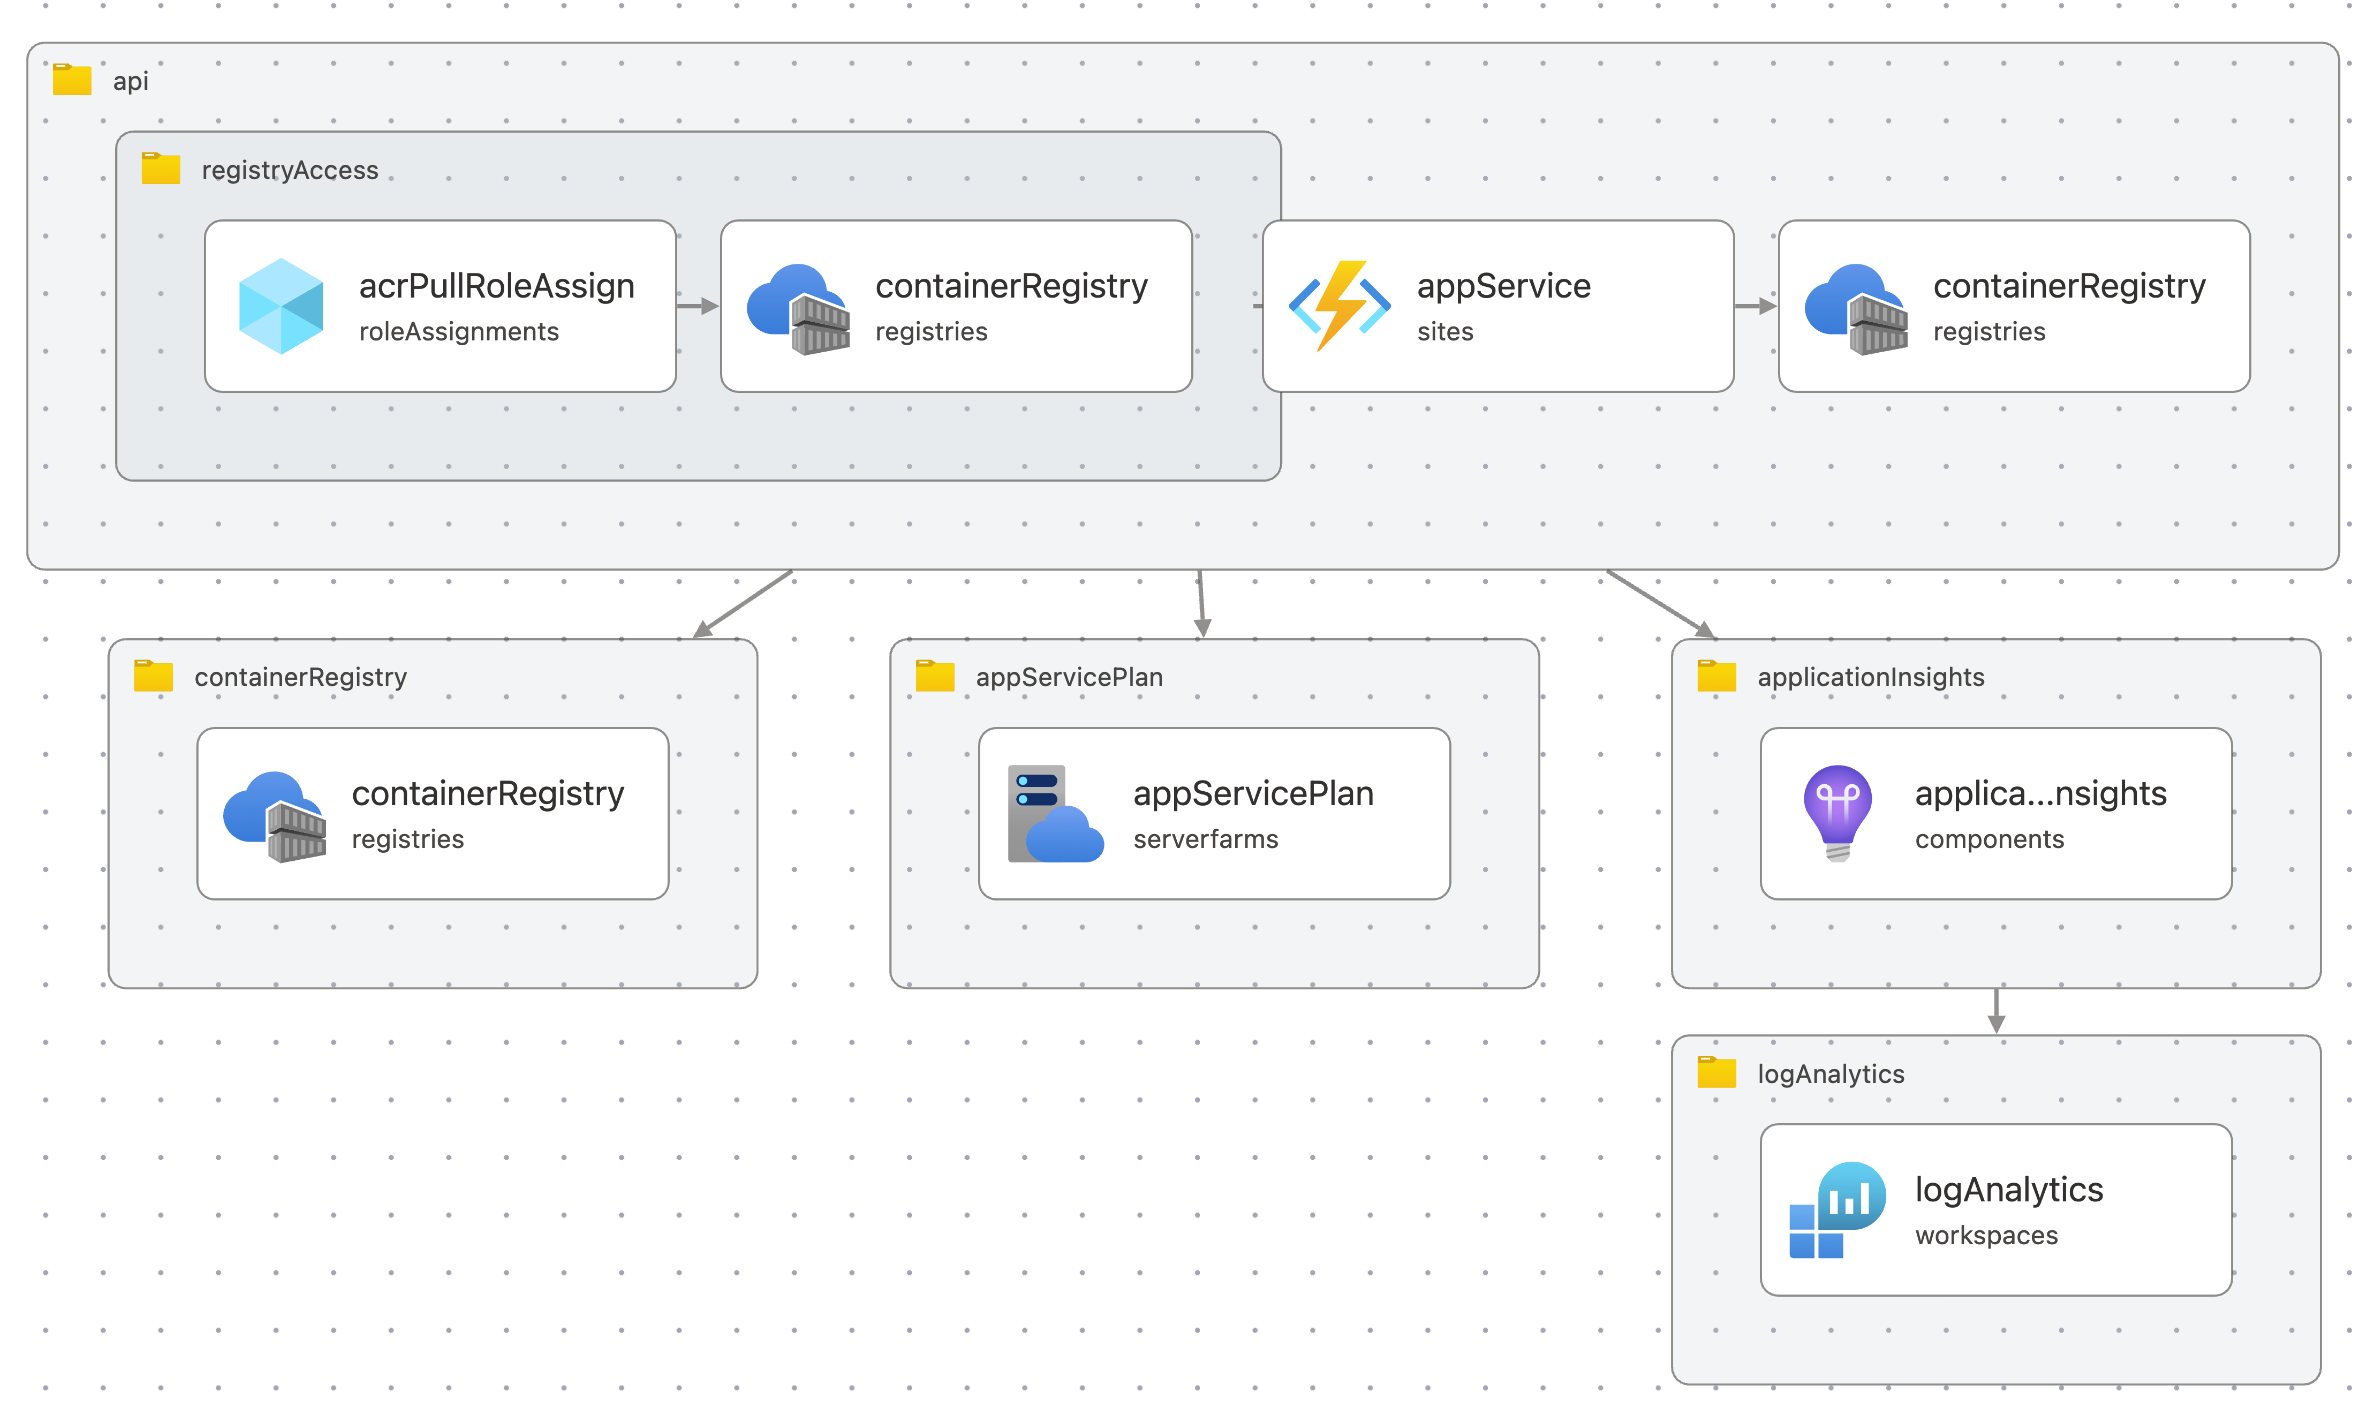 api
registryAccess
acrPullRoleAssign
roleAssignments
containerRegistry
registries
appService
sites
containerRegistry
registries
containerRegistry
containerRegistry
registries
appServicePlan
appServicePlan
serverfarms
applicationInsights
applica...nsights
components
logAnalytics
logAnalytics
workspaces